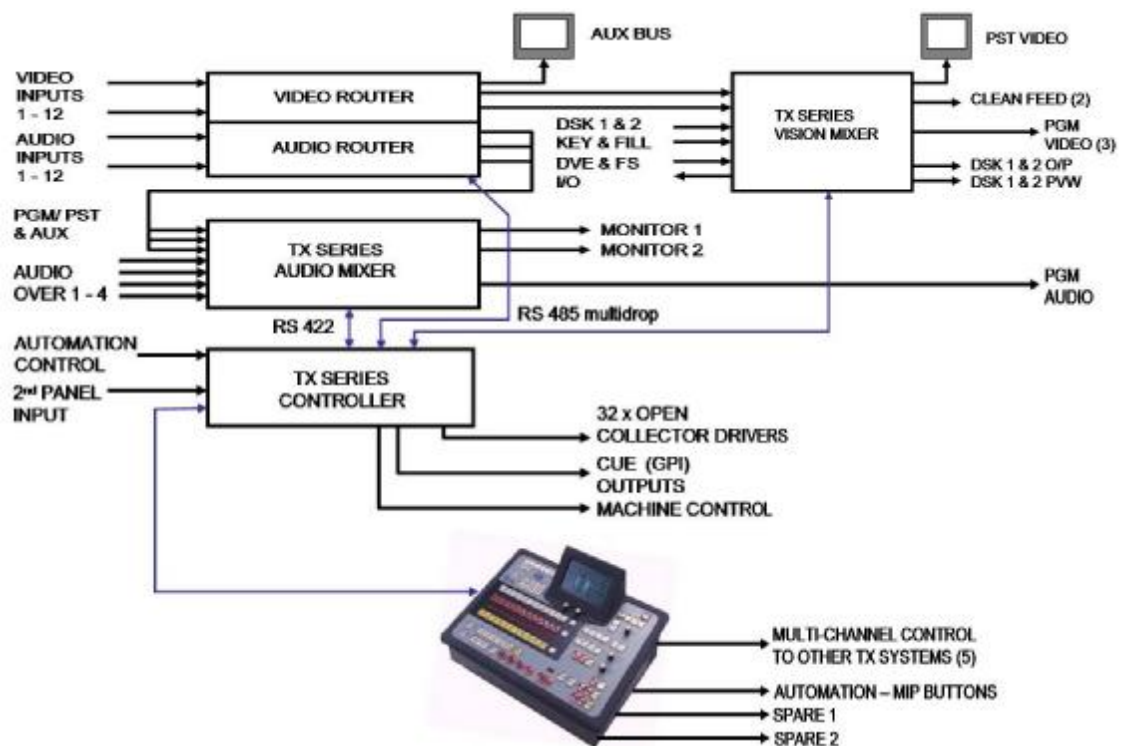 AUX BUS
PST VIDEO
VIDEO
INPUTS
1 - 12
AUDIO
INPUTS
1 - 12
VIDEO ROUTER
AUDIO ROUTER
DSK 1 & 2
KEY & FILL
DVE & FS
I/O
TX SERIES
VISION MIXER
CLEAN FEED (2)
PGM
VIDEO (3)
DSK 1 & 2 O/P
DSK 1 & 2 PVW
PGM/ PST
& AUX
AUDIO
OVER 1 - 4
TX SERIES
AUDIO MIXER
MONITOR 1
MONITOR 2
PGM
AUDIO
RS 422
RS 485 multidrop
AUTOMATION
CONTROL
2nd PANEL
INPUT
TX SERIES
CONTROLLER
32 x OPEN
COLLECTOR DRIVERS
CUE (GPI)
OUTPUTS
MACHINE CONTROL
MULTI-CHANNEL CONTROL
TO OTHER TX SYSTEMS (5)
AUTOMATION – MIP BUTTONS
SPARE 1
SPARE 2